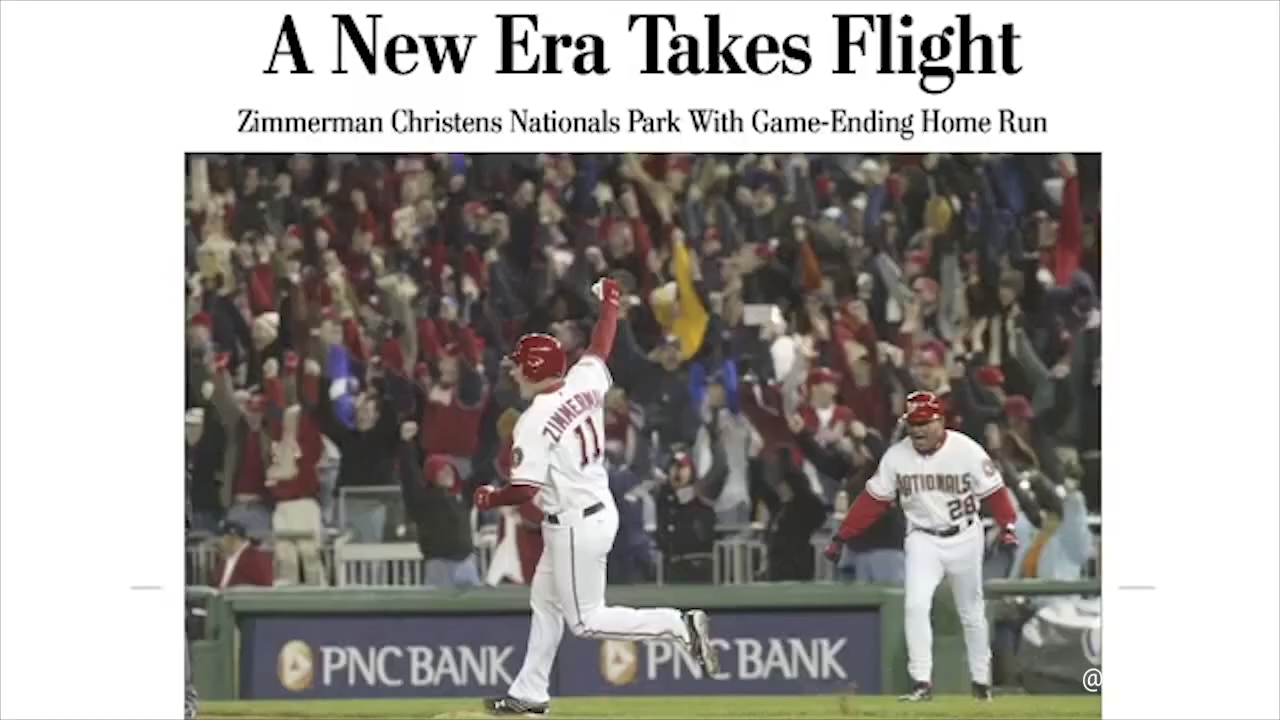 A New Era Takes Flight
Zimmerman Christens Nationals Park With Game-Ending Home Run
11
NATIONALS
28
PNC BANK
PNC BANK
@